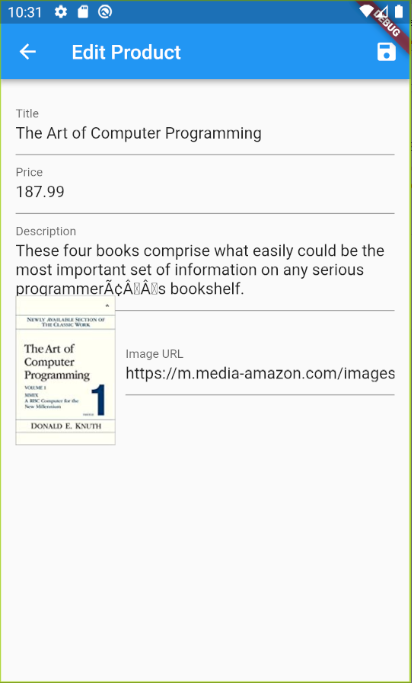 10:31
DEBUG
Edit Product
Title
The Art of Computer Programming
Price
187.99
Description
These four books comprise what easily could be the
most important set of information on any serious
programmerÃ¢ÂÂs bookshelf.
NEWLY AVAILABLE SECTION OF
THE CLASSIC WORK
The Art of
Computer
Programming
VOLUME 1
MMIX
A RISC Computer for the
New Millennium
1
DONALD E. KNUTH
Image URL
https://m.media-amazon.com/images